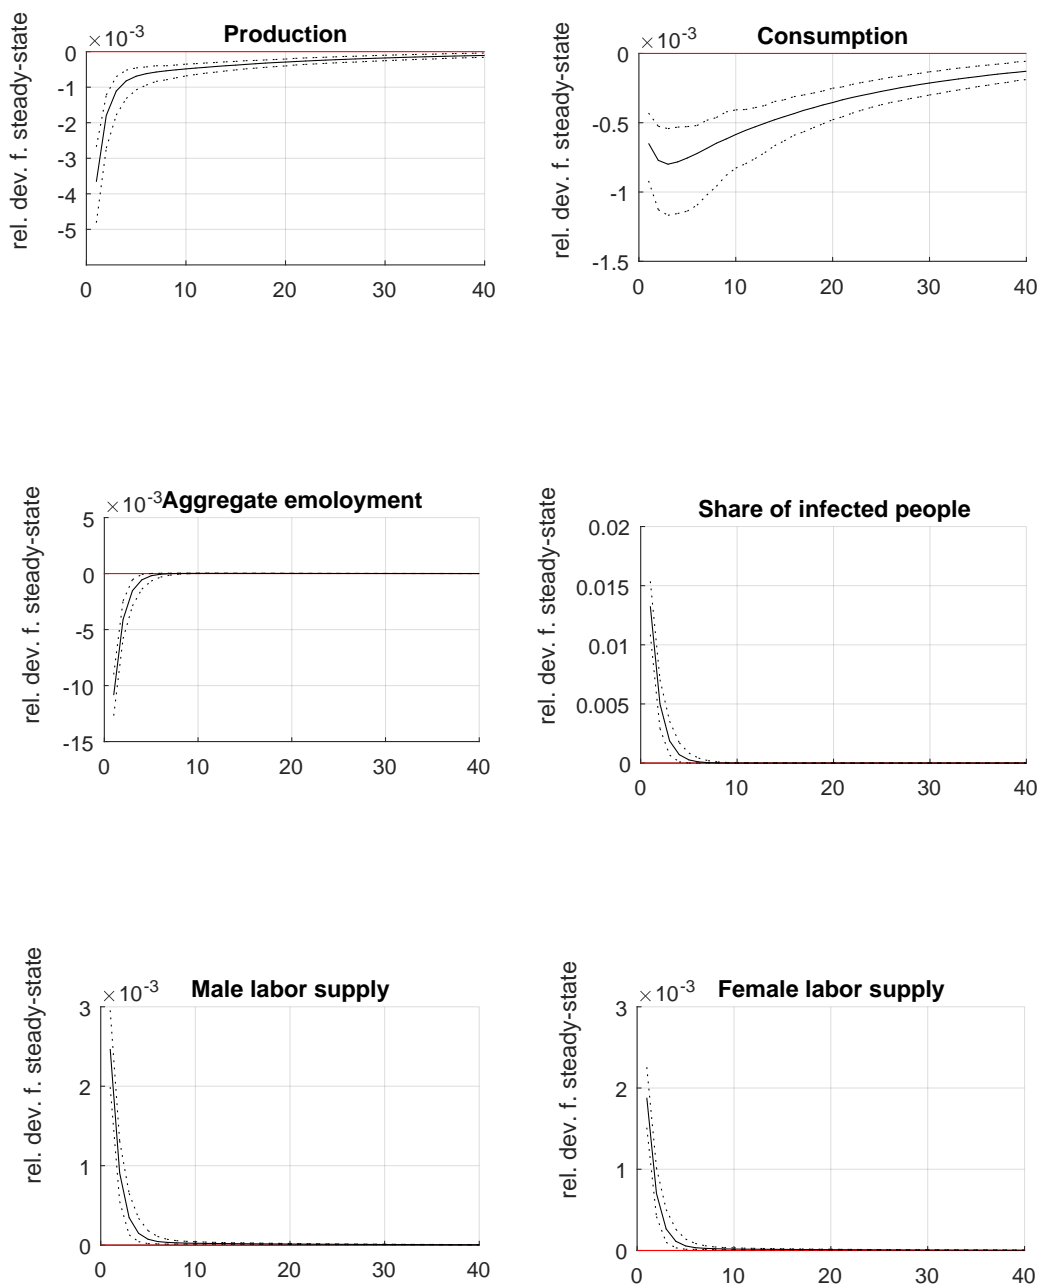 ×10-3
Production
rel. dev. f. steady-state
0
-1
-2
-3
-4
-5
0 10 20 30 40
×10-3
Consumption
rel. dev. f. steady-state
0
-0.5
-1
-1.5
0 10 20 30 40
×10-3
Aggregate emoloyment
rel. dev. f. steady-state
5
0
-5
-10
-15
0 10 20 30 40
Share of infected people
rel. dev. f. steady-state
0.02
0.015
0.01
0.005
0
0 10 20 30 40
×10-3
Male labor supply
rel. dev. f. steady-state
3
2
1
0
0 10 20 30 40
×10-3
Female labor supply
rel. dev. f. steady-state
3
2
1
0
0 10 20 30 40